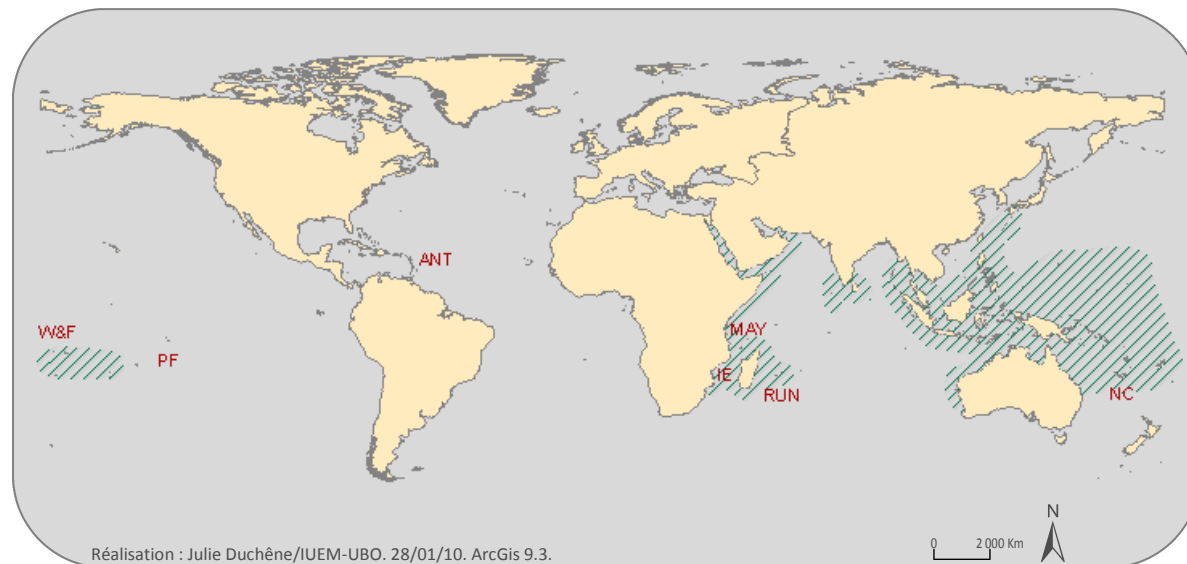 ANT
W&F
MAY
PF
IE
RUN
NC
N
0 2 000 Km
Réalisation : Julie Duchêne/IUEM-UBO. 28/01/10. ArcGis 9.3.